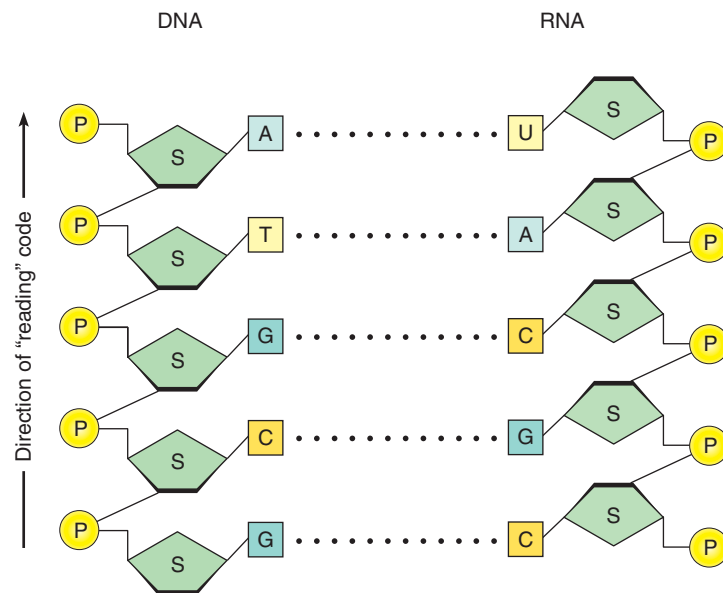 DNA RNA
P S A U S P
P S T A S P
P S G C S P
P S C G S P
P S G C S P
Direction of “reading” code